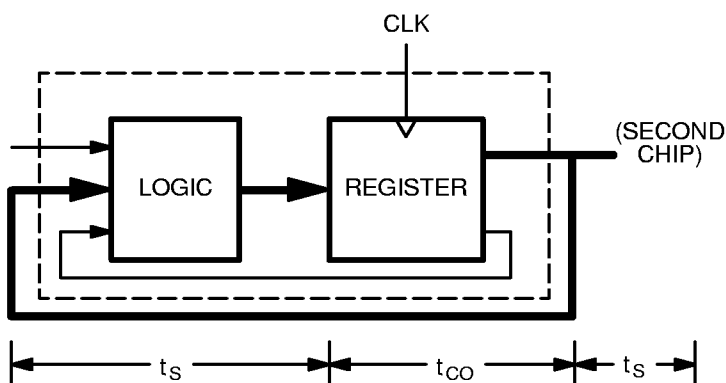 CLK
(SECOND
CHIP)
LOGIC
REGISTER
tS
tCO
tS